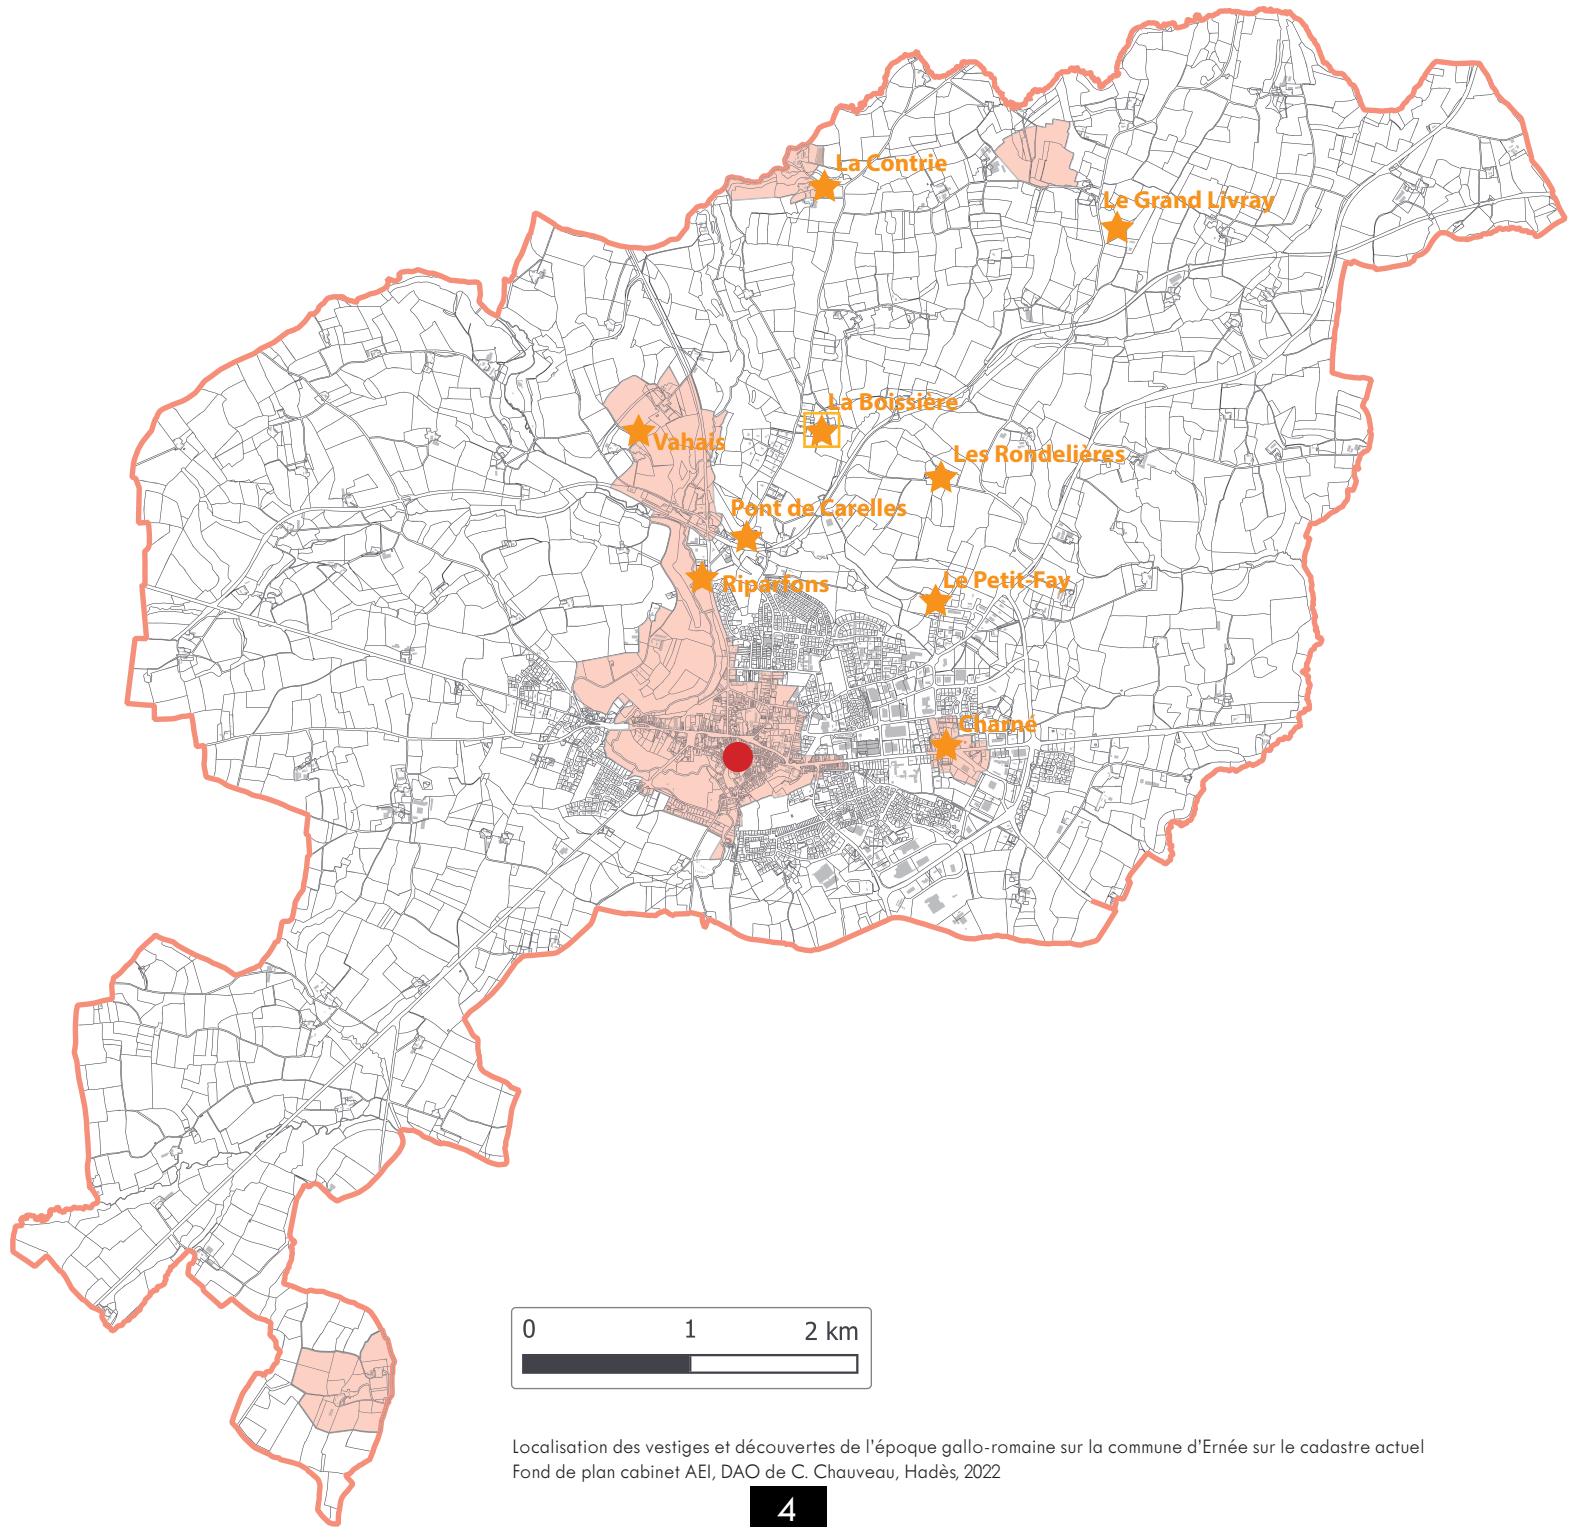 La Contrie
Le Grand Livray
La Boissière
Vahais
Les Rondelières
Pont de Carelles
Riparfons
Le Petit-Fay
Charné
0 1 2 km
Localisation des vestiges et découvertes de l'époque gallo-romaine sur la commune d'Ernée sur le cadastre actuel
Fond de plan cabinet AEI, DAO de C. Chauveau, Hadès, 2022
4